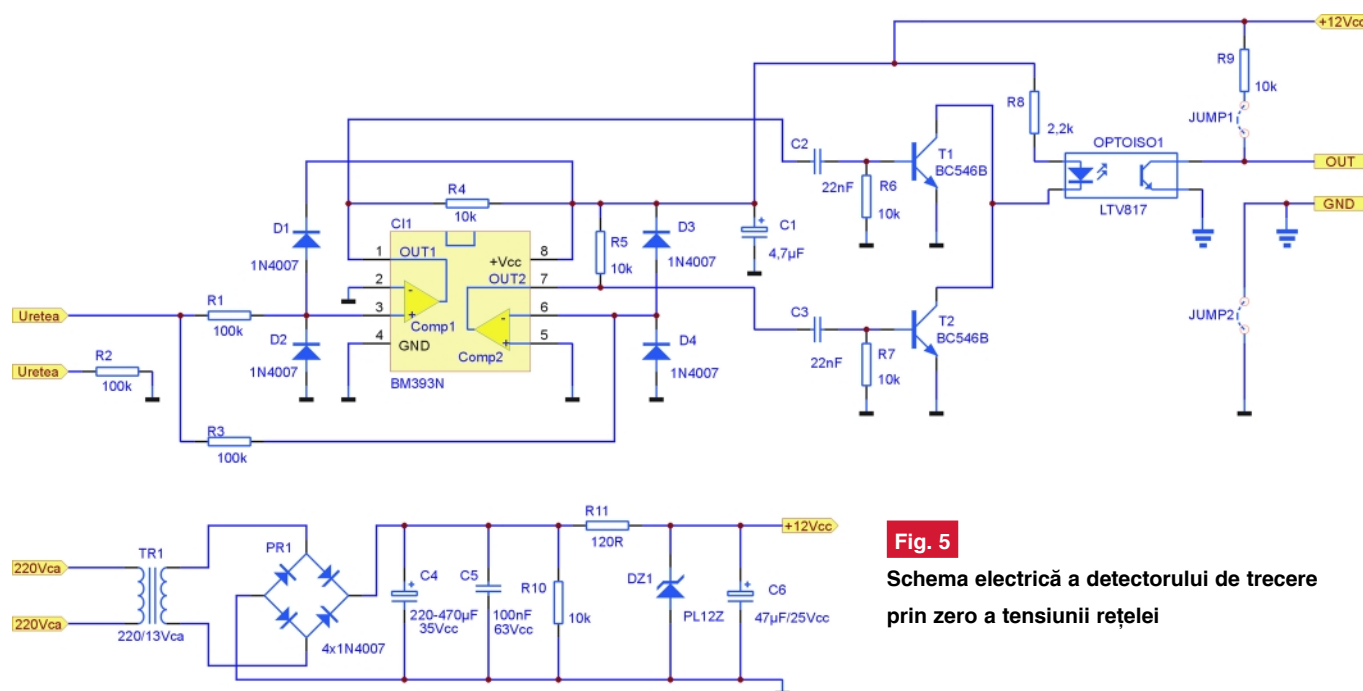 +12Vcc
R9
10k
JUMP1
R8
2,2k
OPTOISO1
LTV817
OUT
GND
JUMP2
C2
22nF
R6
10k
T1
BC546B
R4
10k
CI1
D1
1N4007
1
OUT1
+Vcc
8
OUT2
7
2
-
3
+
Comp1
4
GND
-
6
+
5
Comp2
BM393N
R5
10k
D3
1N4007
C1
+
4,7µF
Uretea
R1
100k
D2
1N4007
D4
1N4007
C3
22nF
R7
10k
T2
BC546B
Uretea
R2
100k
R3
100k
220Vca
220Vca
TR1
220/13Vca
PR1
4x1N4007
C4
+
220-470µF
35Vcc
C5
100nF
63Vcc
R10
10k
R11
120R
DZ1
PL12Z
+
C6
47µF/25Vcc
+12Vcc
Fig. 5
Schema electrică a detectorului de trecere
prin zero a tensiunii rețelei